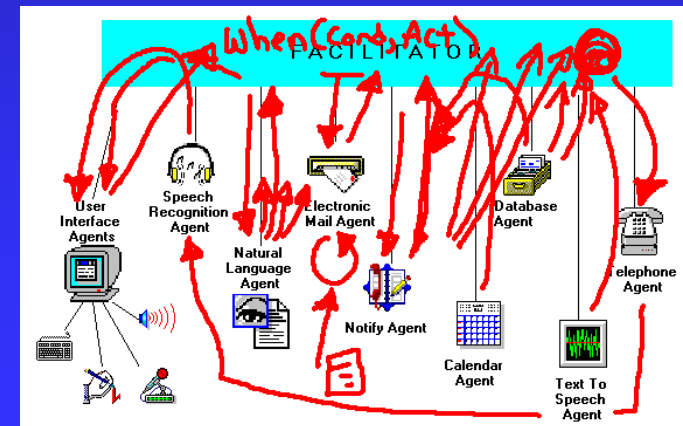 When(Cond, Act)
FACILITATOR
User
Interface
Agents
Speech
Recognition
Agent
Natural
Language
Agent
Electronic
Mail Agent
Notify Agent
Calendar
Agent
Database
Agent
Text To
Speech
Agent
Telephone
Agent